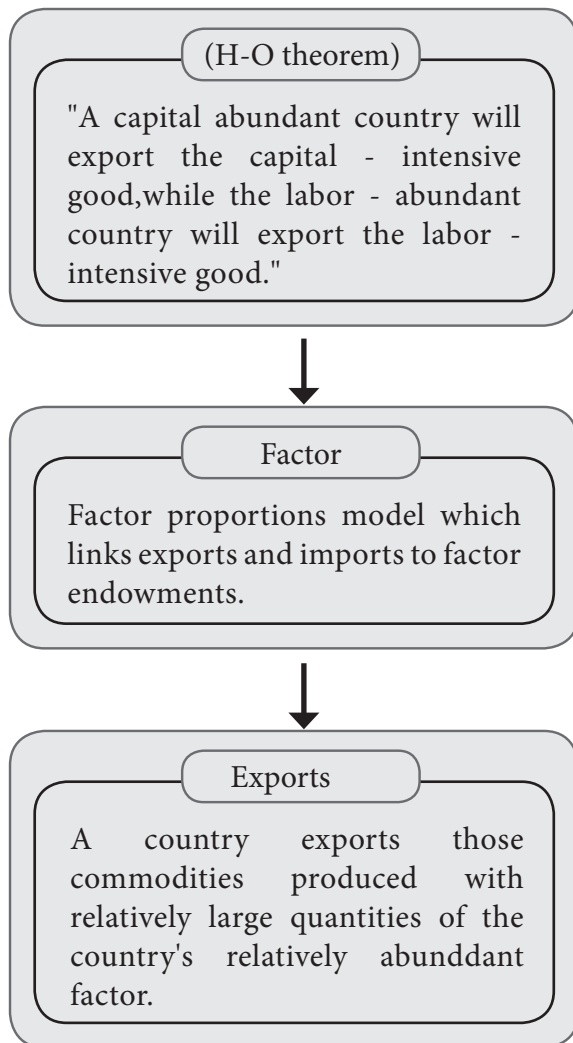 (H-O theorem)
"A capital abundant country will
export the capital - intensive
good,while the labor - abundant
country will export the labor -
intensive good."
Factor
Factor proportions model which
links exports and imports to factor
endowments.
Exports
A country exports those
commodities produced with
relatively large quantities of the
country's relatively abunddant
factor.